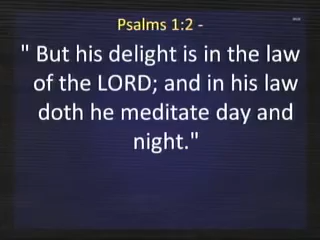 Psalms 1:2 -
" But his delight is in the law
of the LORD; and in his law
doth he meditate day and
night."